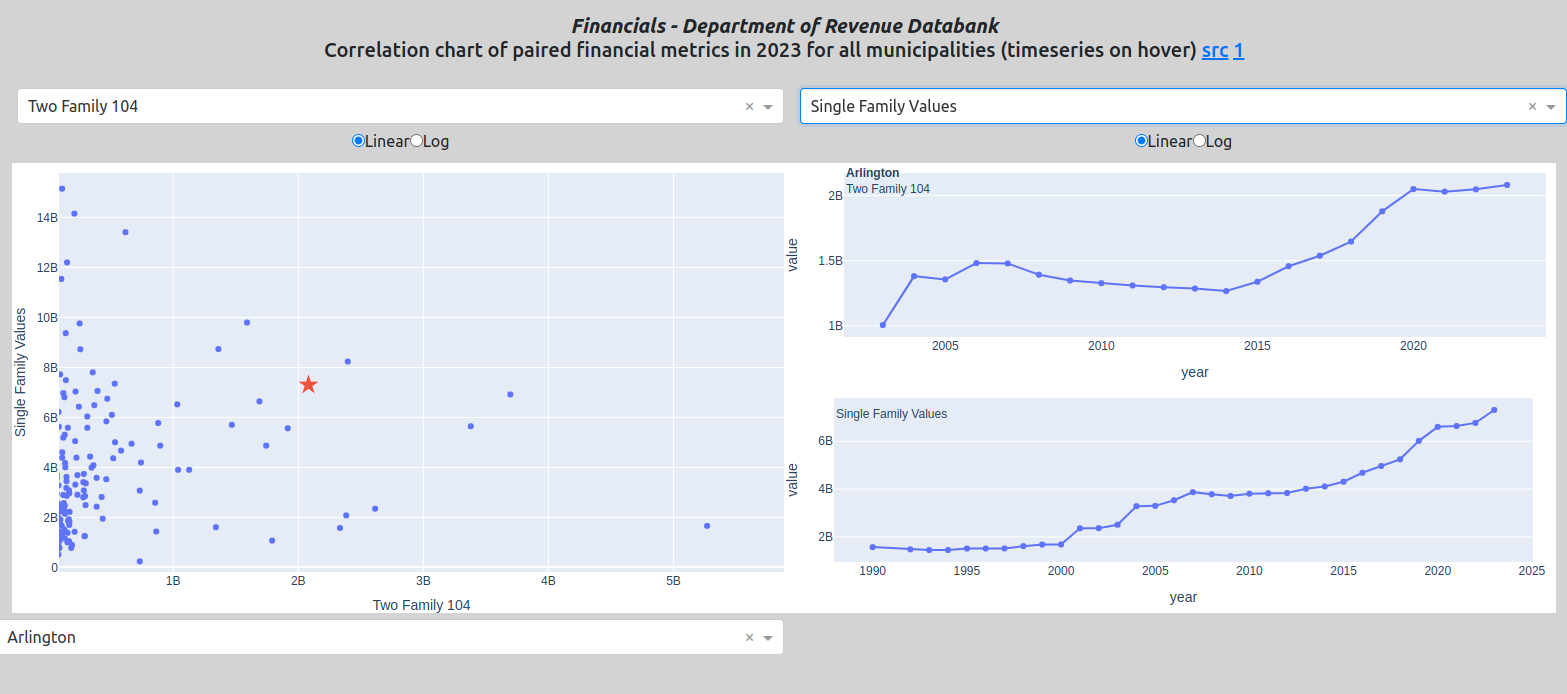 Financials - Department of Revenue Databank
Correlation chart of paired financial metrics in 2023 for all municipalities (timeseries on hover) src 1
Two Family 104
×
Single Family Values
×
Linear Log
Linear Log
14B
12B
10B
8B
6B
4B
2B
0
Single Family Values
1B 2B 3B 4B 5B
Two Family 104
Arlington
Two Family 104
2B
1.5B
1B
value
2005 2010 2015 2020
year
Single Family Values
6B
4B
2B
value
1990 1995 2000 2005 2010 2015 2020 2025
year
Arlington
×